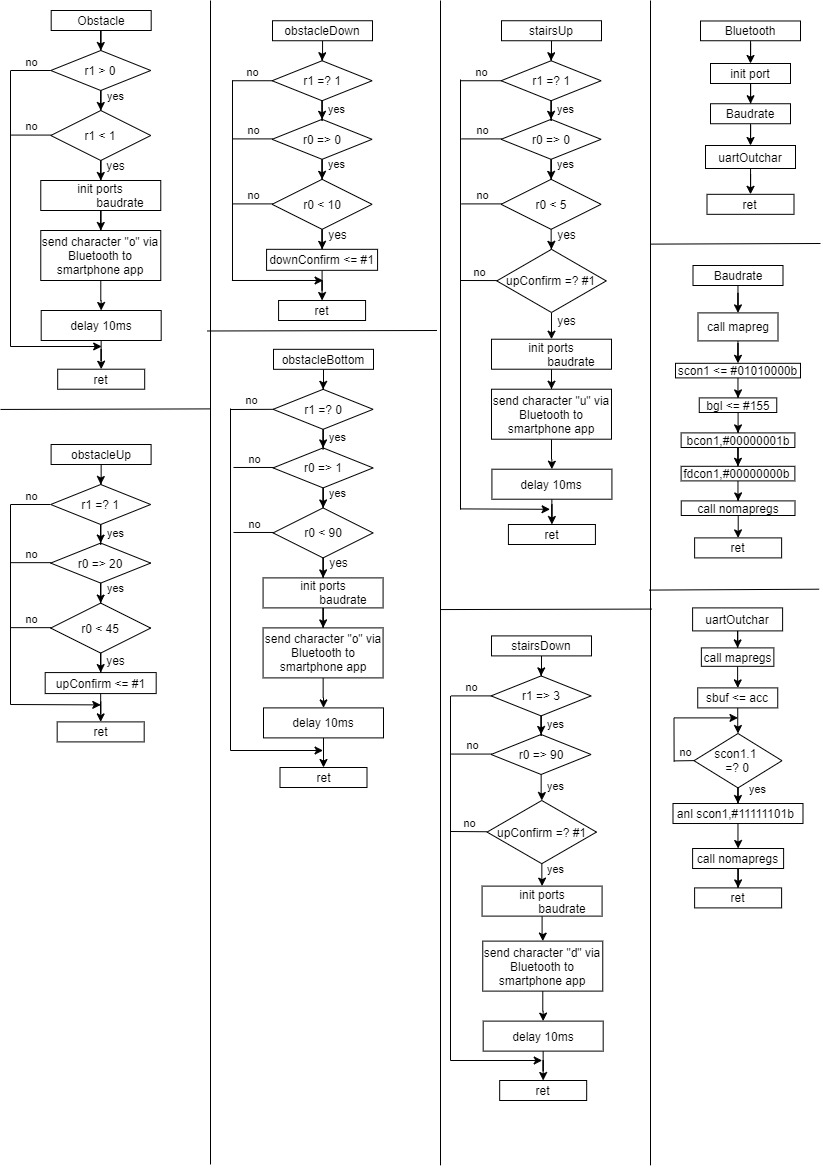 Obstacle
r1 > 0
no
yes
r1 < 1
no
yes
init ports
baudrate
send character "o" via
Bluetooth to
smartphone app
delay 10ms
ret
obstacleUp
r1 =? 1
no
yes
r0 => 20
no
yes
r0 < 45
no
yes
upConfirm <= #1
ret
obstacleDown
r1 =? 1
no
yes
r0 => 0
no
yes
r0 < 10
no
yes
downConfirm <= #1
ret
obstacleBottom
r1 =? 0
no
yes
r0 => 1
no
yes
r0 < 90
no
yes
init ports
baudrate
send character "o" via
Bluetooth to
smartphone app
delay 10ms
ret
stairsUp
r1 =? 1
no
yes
r0 => 0
no
yes
r0 < 5
no
yes
upConfirm =? #1
no
yes
init ports
baudrate
send character "u" via
Bluetooth to
smartphone app
delay 10ms
ret
stairsDown
r1 => 3
no
yes
r0 => 90
no
yes
upConfirm =? #1
no
yes
init ports
baudrate
send character "d" via
Bluetooth to
smartphone app
delay 10ms
ret
Bluetooth
init port
Baudrate
uartOutchar
ret
Baudrate
call mapreg
scon1 <= #01010000b
bgl <= #155
bcon1,#00000001b
fdcon1,#00000000b
call nomapregs
ret
uartOutchar
call mapregs
sbuf <= acc
scon1.1
=? 0
no
yes
anl scon1,#11111101b
call nomapregs
ret